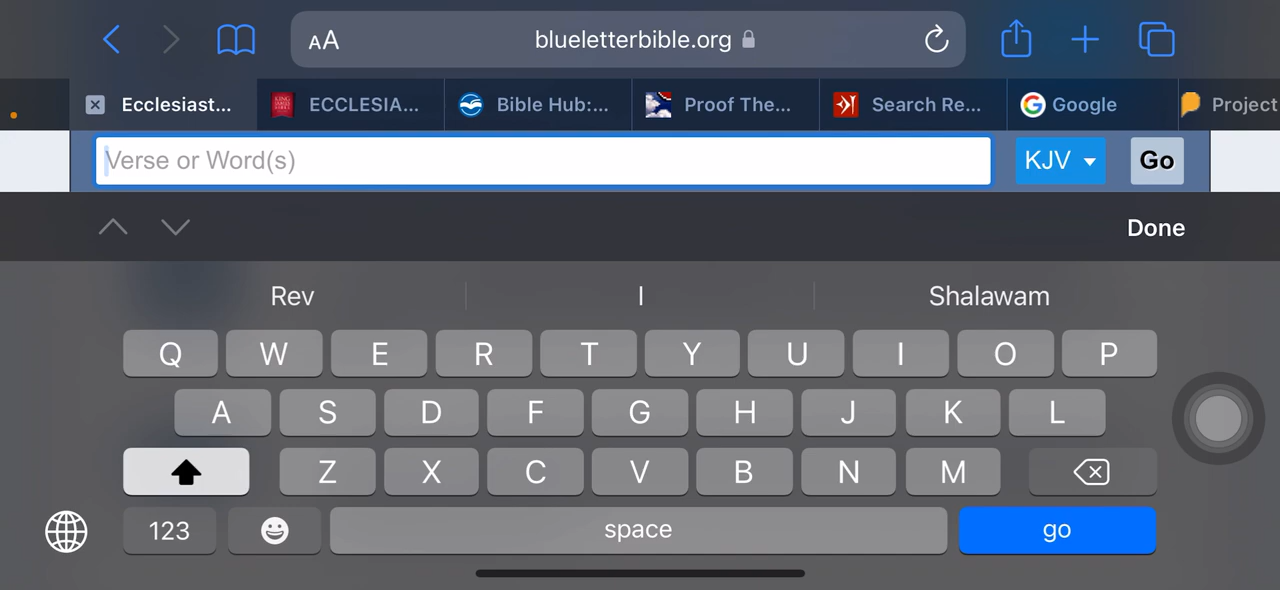 AA blueletterbible.org
Ecclesiast... ECCLESIA... Bible Hub:... Proof The... Search Re... Google Project
Verse or Word(s) KJV Go
Done
Rev I Shalawam
Q W E R T Y U I O P
A S D F G H J K L
Z X C V B N M
123 space go